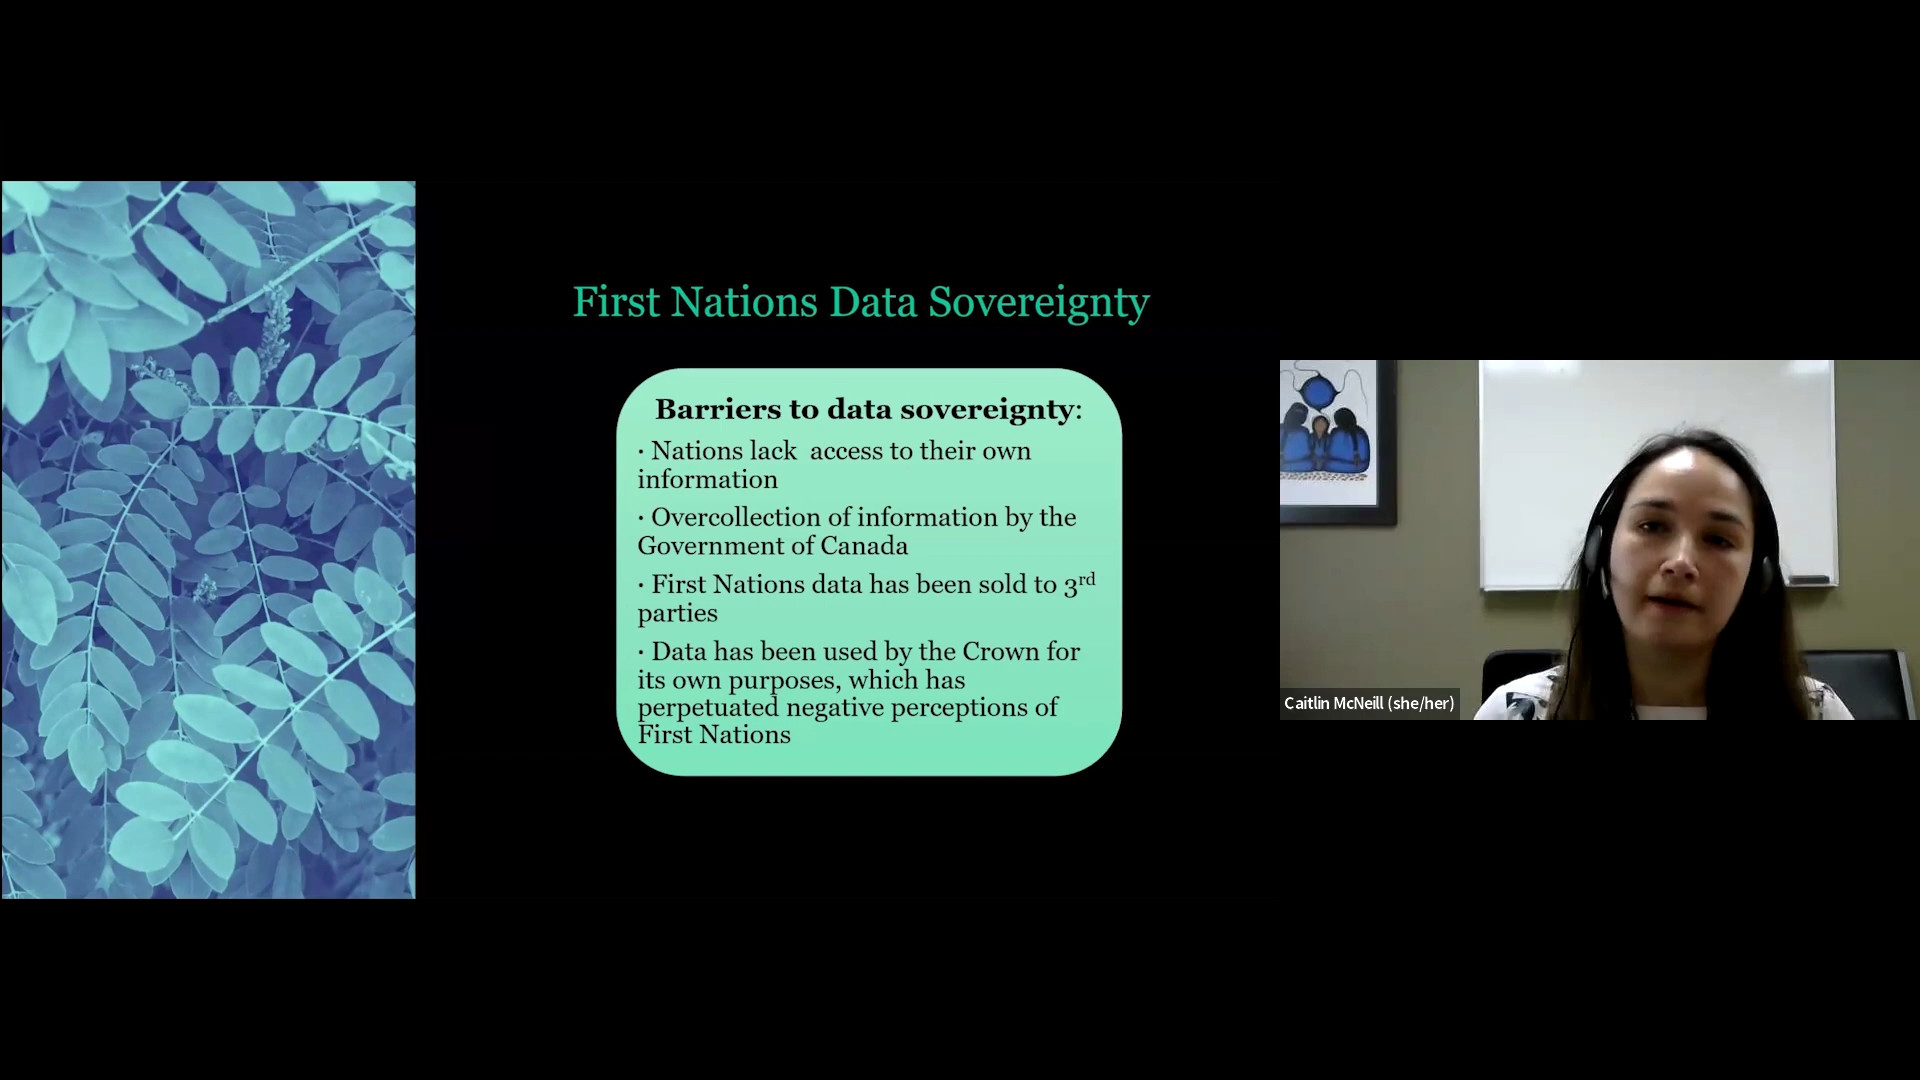 First Nations Data Sovereignty
Barriers to data sovereignty:
· Nations lack  access to their own
information
· Overcollection of information by the
Government of Canada
· First Nations data has been sold to 3rd
parties
· Data has been used by the Crown for
its own purposes, which has
perpetuated negative perceptions of
First Nations
Caitlin McNeill (she/her)